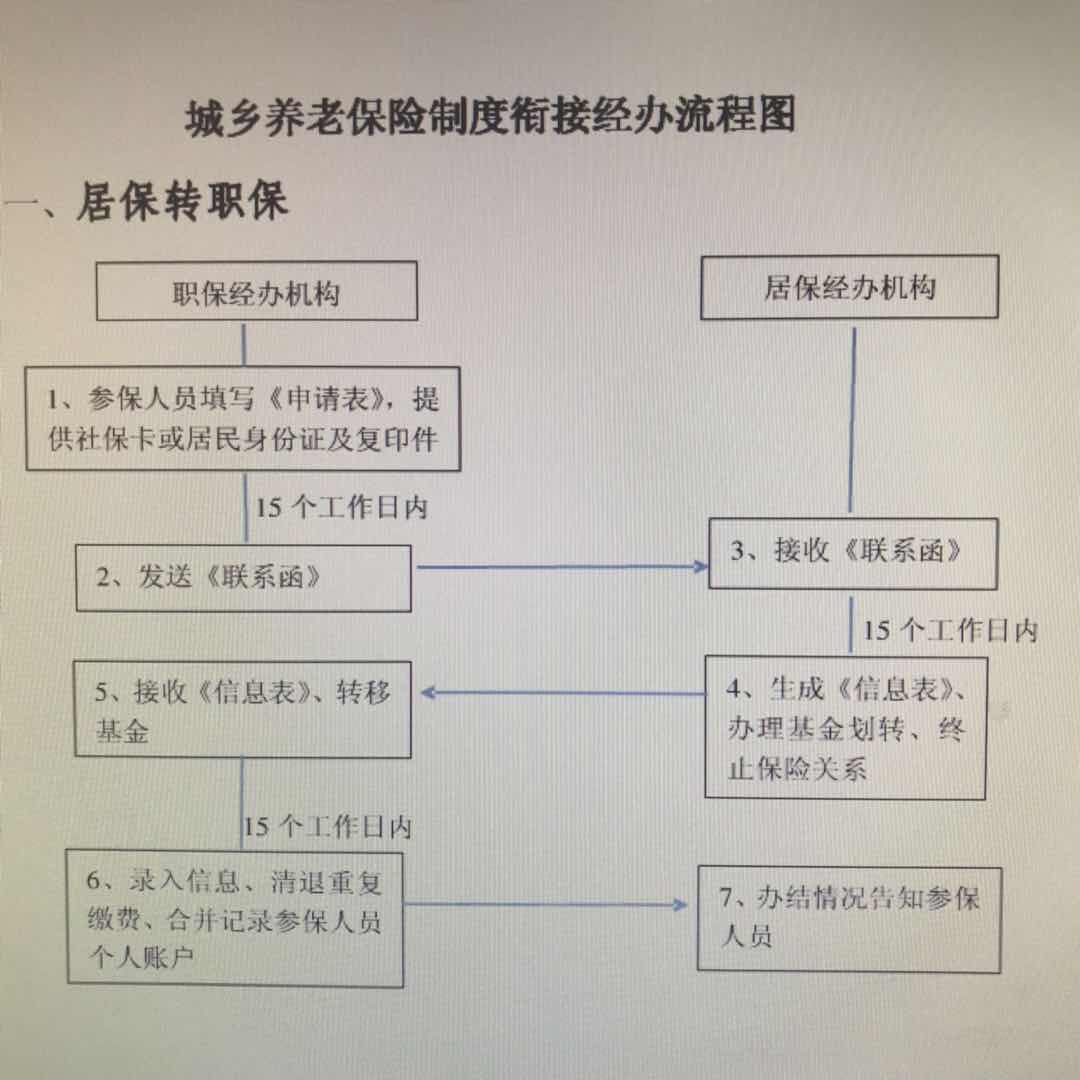 城乡养老保险制度衔接经办流程图
一、居保转职保
职保经办机构
居保经办机构
1、参保人员填写《申请表》，提
供社保卡或居民身份证及复印件
15 个工作日内
2、发送《联系函》
3、接收《联系函》
15 个工作日内
4、生成《信息表》、
办理基金划转、终
止保险关系
5、接收《信息表》、转移
基金
15 个工作日内
6、录入信息、清退重复
缴费、合并记录参保人员
个人账户
7、办结情况告知参保
人员